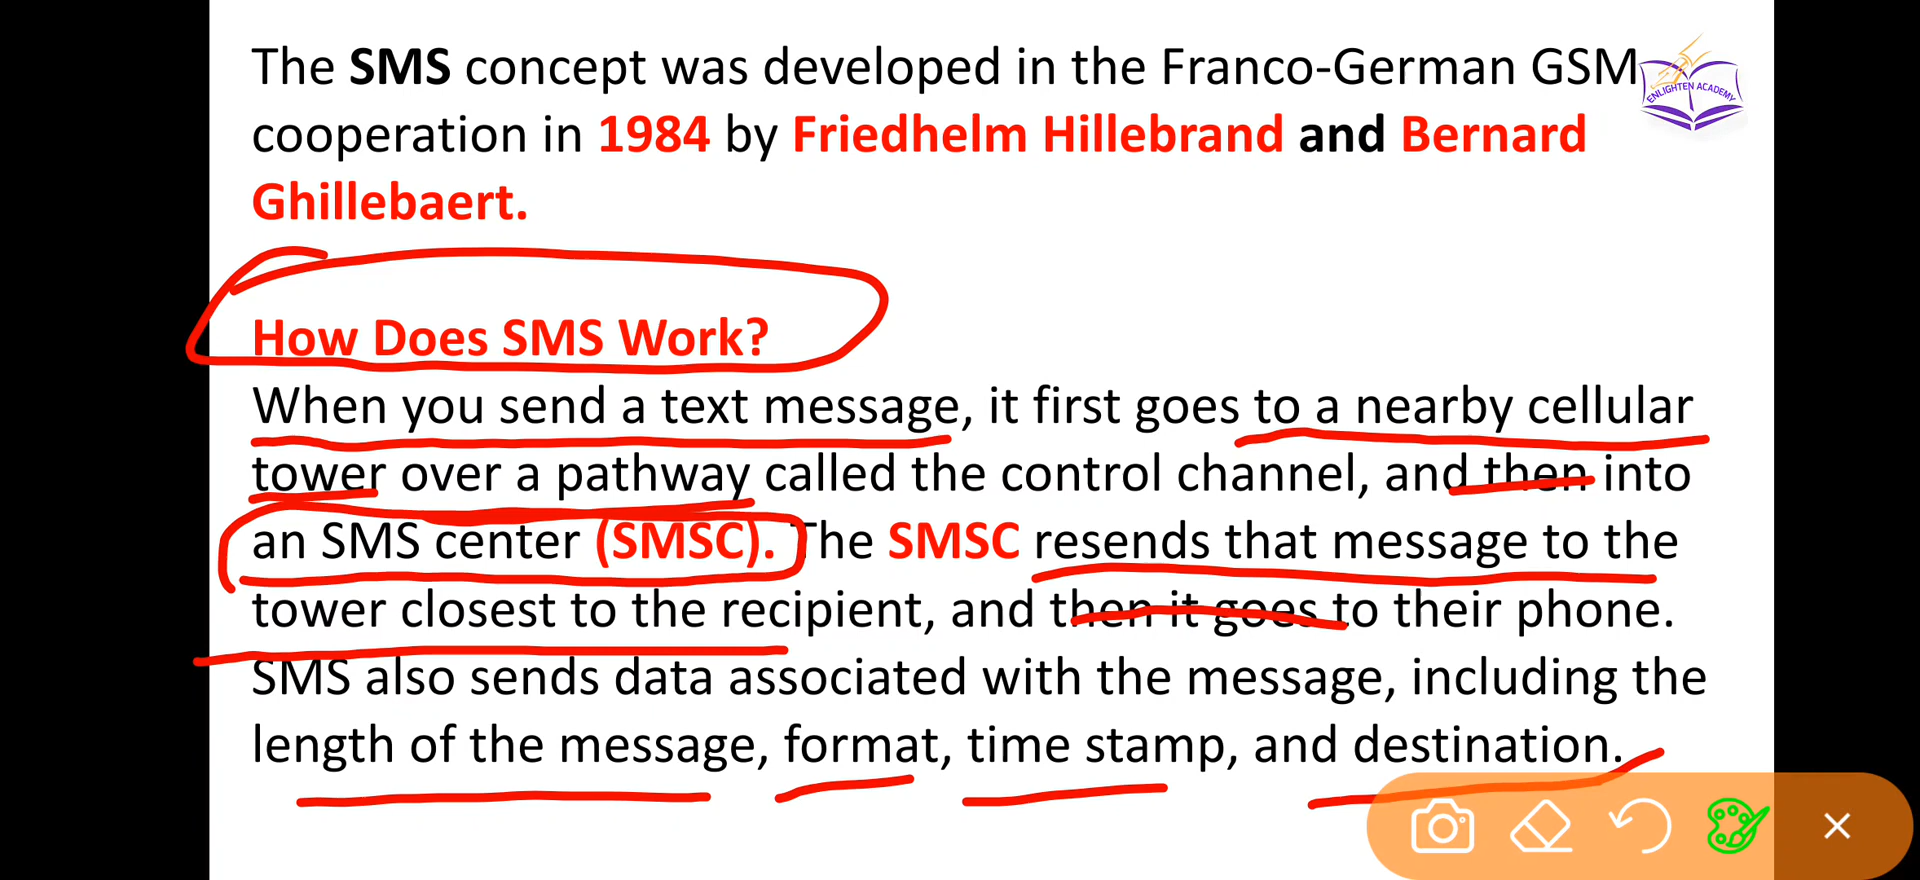 The SMS concept was developed in the Franco-German GSM
cooperation in 1984 by Friedhelm Hillebrand and Bernard
Ghillebaert.
ENLIGHTEN ACADEMY
How Does SMS Work?
When you send a text message, it first goes to a nearby cellular
tower over a pathway called the control channel, and then into
an SMS center (SMSC). The SMSC resends that message to the
tower closest to the recipient, and then it goes to their phone.
SMS also sends data associated with the message, including the
length of the message, format, time stamp, and destination.